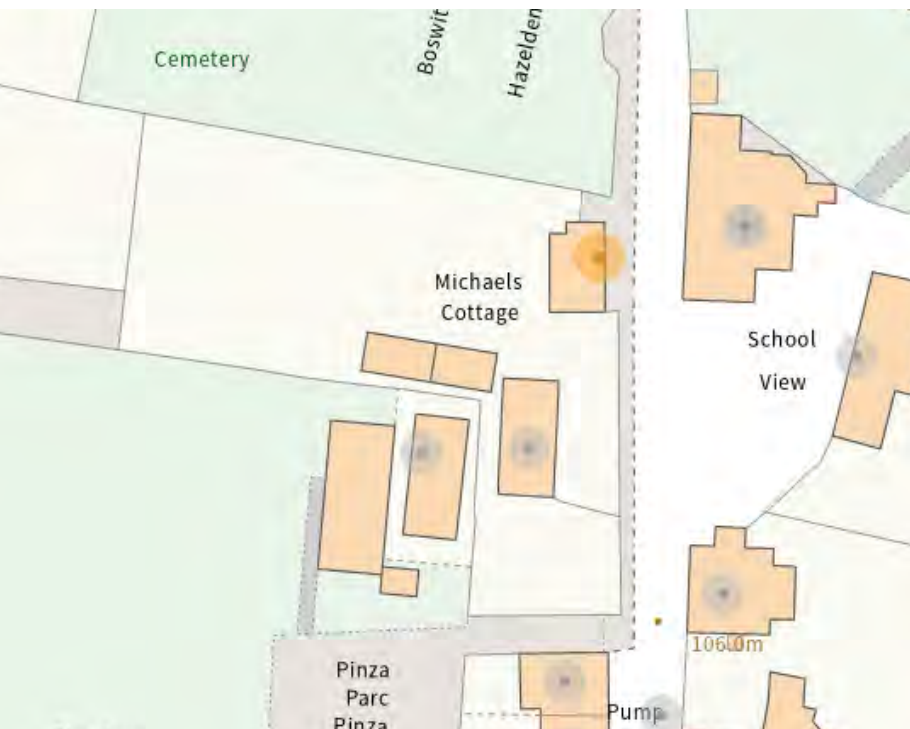 Cemetery
Boswit
Hazelden
Michaels
Cottage
School
View
106.0m
Pinza
Parc
Pinza
Pump